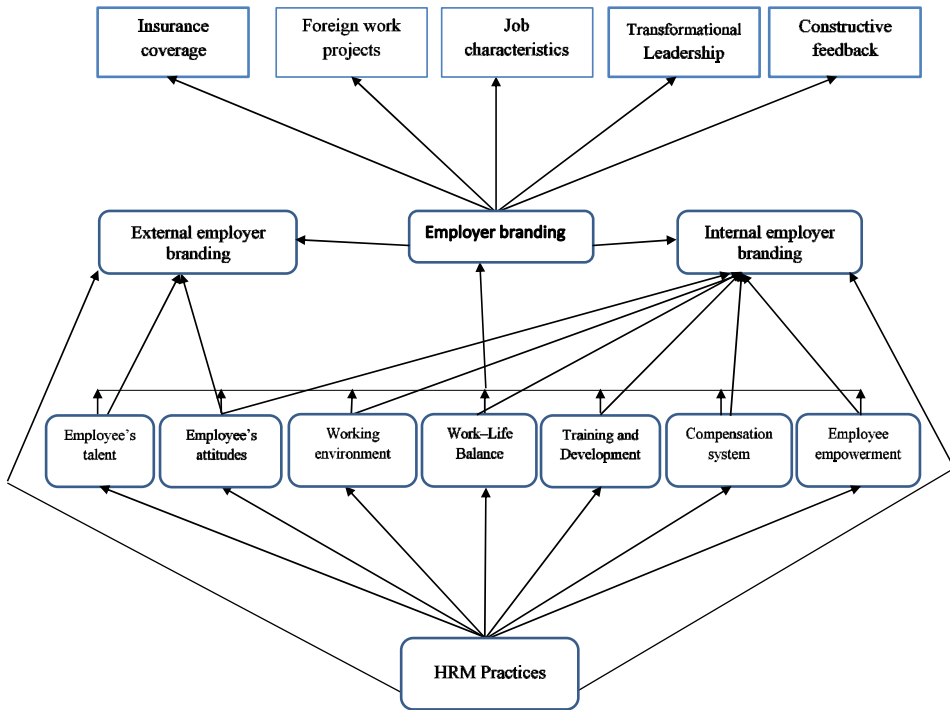 Insurance
coverage
Foreign work
projects
Job
characteristics
Transformational
Leadership
Constructive
feedback
External employer
branding
Employer branding
Internal employer
branding
Employee's
talent
Employee's
attitudes
Working
environment
Work–Life
Balance
Training and
Development
Compensation
system
Employee
empowerment
HRM Practices